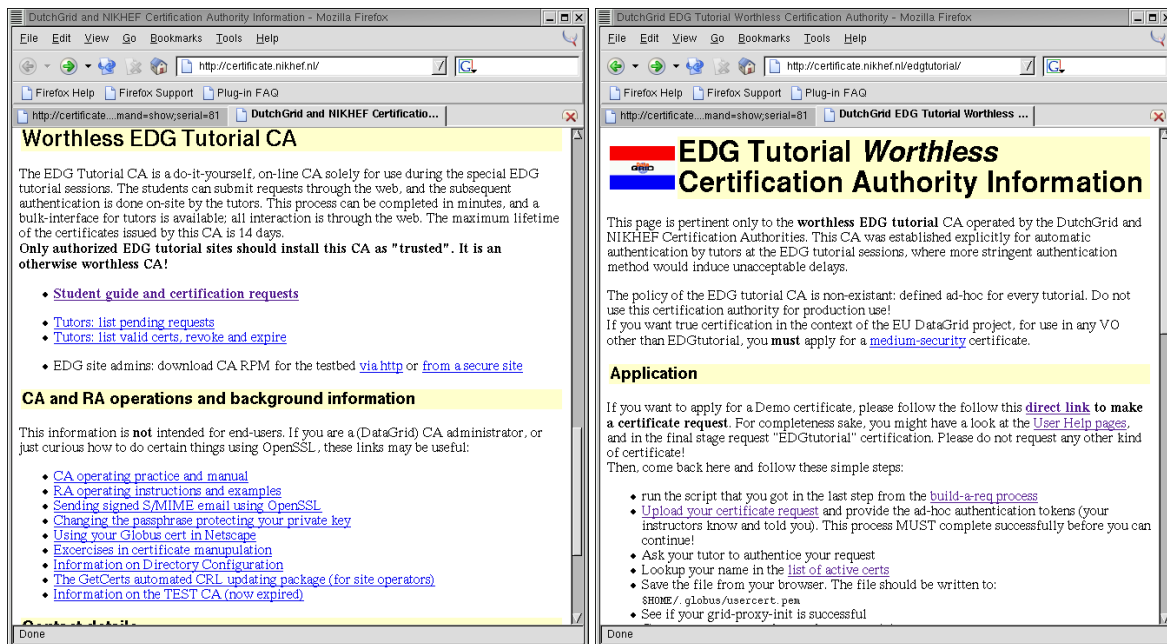 DutchGrid and NIKHEF Certification Authority Information - Mozilla Firefox
File Edit View Go Bookmarks Tools Help
http://certificate.nikhef.nl/
G
Firefox Help Firefox Support Plug-in FAQ
http://certificate....mand=show;serial=81 DutchGrid and NIKHEF Certificatio...
Worthless EDG Tutorial CA
The EDG Tutorial CA is a do-it-yourself, on-line CA solely for use during the special EDG
tutorial sessions. The students can submit requests through the web, and the subsequent
authentication is done on-site by the tutors. This process can be completed in minutes, and a
bulk-interface for tutors is available; all interaction is through the web. The maximum lifetime
of the certificates issued by this CA is 14 days.
Only authorized EDG tutorial sites should install this CA as "trusted". It is an
otherwise worthless CA!
• Student guide and certification requests
• Tutors: list pending requests
• Tutors: list valid certs, revoke and expire
• EDG site admins: download CA RPM for the testbed via http or from a secure site
CA and RA operations and background information
This information is not intended for end-users. If you are a (DataGrid) CA administrator, or
just curious how to do certain things using OpenSSL, these links may be useful:
• CA operating practice and manual
• RA operating instructions and examples
• Sending signed S/MIME email using OpenSSL
• Changing the passphrase protecting your private key
• Using your Globus cert in Netscape
• Excercises in certificate manupulation
• Information on Directory Configuration
• The GetCerts automated CRL updating package (for site operators)
• Information on the TEST CA (now expired)
Contact details
Done
DutchGrid EDG Tutorial Worthless Certification Authority - Mozilla Firefox
File Edit View Go Bookmarks Tools Help
http://certificate.nikhef.nl/edgtutorial/
G
Firefox Help Firefox Support Plug-in FAQ
http://certificate....mand=show;serial=81 DutchGrid EDG Tutorial Worthless ...
GRID
EDG Tutorial Worthless
Certification Authority Information
This page is pertinent only to the worthless EDG tutorial CA operated by the DutchGrid and
NIKHEF Certification Authorities. This CA was established explicitly for automatic
authentication by tutors at the EDG tutorial sessions, where more stringent authentication
method would induce unacceptable delays.
The policy of the EDG tutorial CA is non-existant: defined ad-hoc for every tutorial. Do not
use this certification authority for production use!
If you want true certification in the context of the EU DataGrid project, for use in any VO
other than EDGtutorial, you must apply for a medium-security certificate.
Application
If you want to apply for a Demo certificate, please follow the follow this direct link to make
a certificate request. For completeness sake, you might have a look at the User Help pages,
and in the final stage request "EDGtutorial" certification. Please do not request any other kind
of certificate!
Then, come back here and follow these simple steps:
• run the script that you got in the last step from the build-a-req process
• Upload your certificate request and provide the ad-hoc authentication tokens (your
instructors know and told you). This process MUST complete successfully before you can
continue!
• Ask your tutor to authentice your request
• Lookup your name in the list of active certs
• Save the file from your browser. The file should be written to:
$HOME/.globus/usercert.pem
• See if your grid-proxy-init is successful
Done